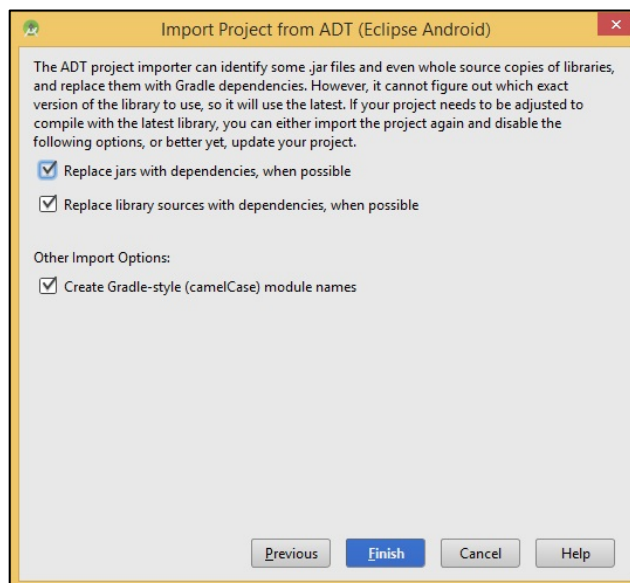 Import Project from ADT (Eclipse Android)
The ADT project importer can identify some .jar files and even whole source copies of libraries,
and replace them with Gradle dependencies. However, it cannot figure out which exact
version of the library to use, so it will use the latest. If your project needs to be adjusted to
compile with the latest library, you can either import the project again and disable the
following options, or better yet, update your project.
Replace jars with dependencies, when possible
Replace library sources with dependencies, when possible
Other Import Options:
Create Gradle-style (camelCase) module names
Previous Finish Cancel Help